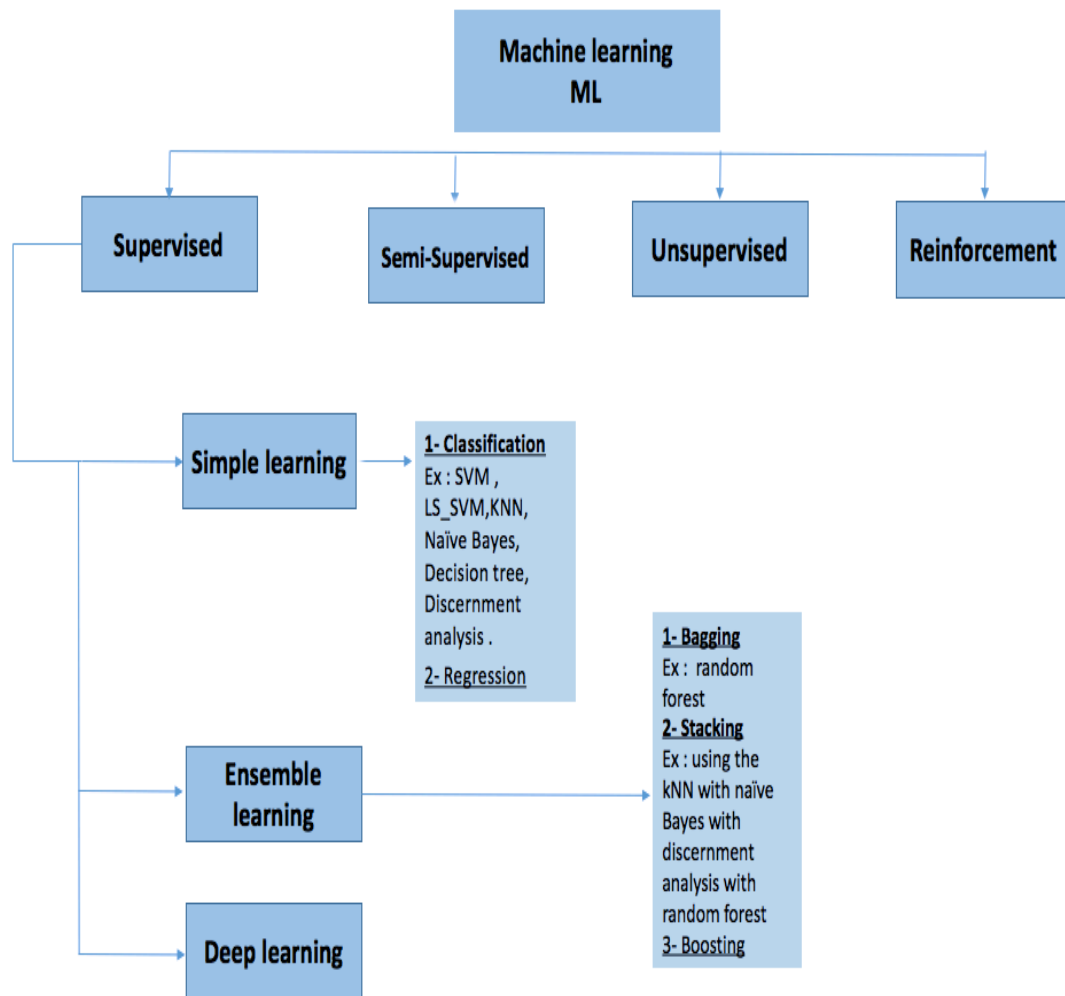 Machine learning
ML
Supervised
Semi-Supervised
Unsupervised
Reinforcement
Simple learning
1- Classification
Ex : SVM ,
LS_SVM,KNN,
Naïve Bayes,
Decision tree,
Discernment
analysis .
2- Regression
Ensemble
learning
1- Bagging
Ex :  random
forest
2- Stacking
Ex : using the
kNN with naïve
Bayes with
discernment
analysis with
random forest
3- Boosting
Deep learning